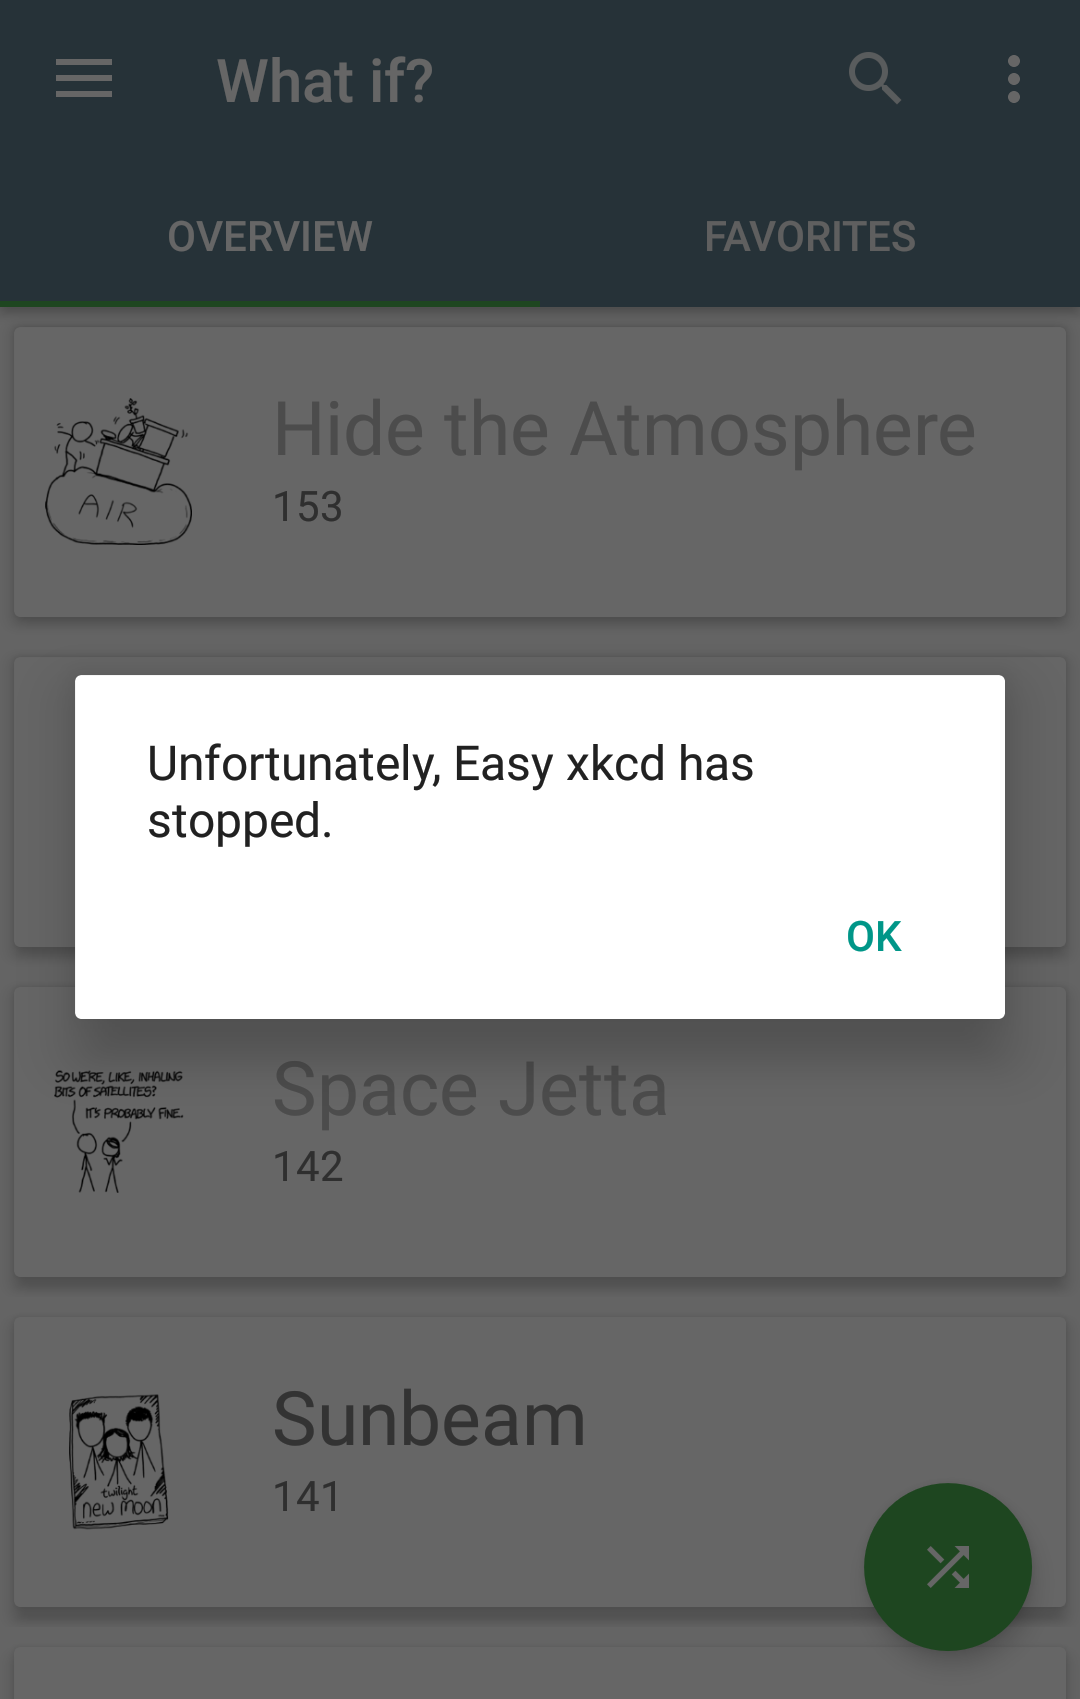 What if?
OVERVIEW
FAVORITES
Hide the Atmosphere
153
AIR
Unfortunately, Easy xkcd has
stopped.
OK
SO WE'RE, LIKE, INHALING
BITS OF SATELLITES?
IT'S PROBABLY FINE.
Space Jetta
142
Sunbeam
141
twilight
new moon